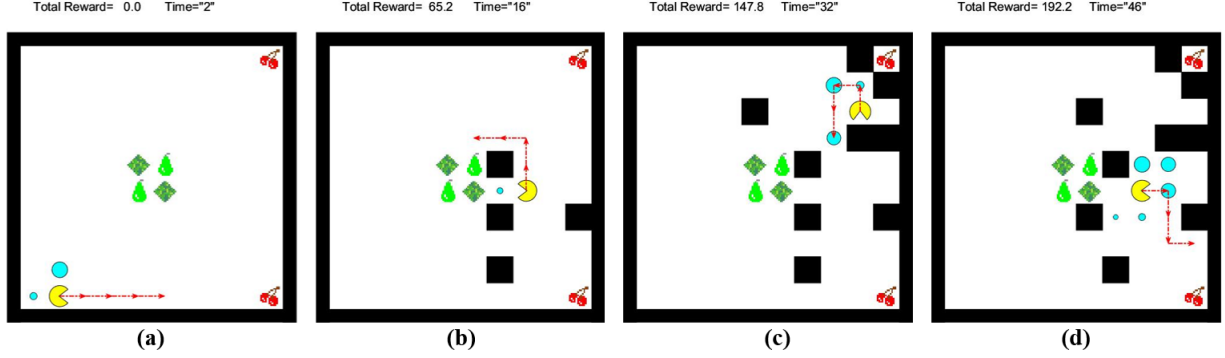 Total Reward= 0.0 Time="2"
Total Reward= 65.2 Time="16"
Total Reward= 147.8 Time="32"
Total Reward= 192.2 Time="46"
(a)
(b)
(c)
(d)